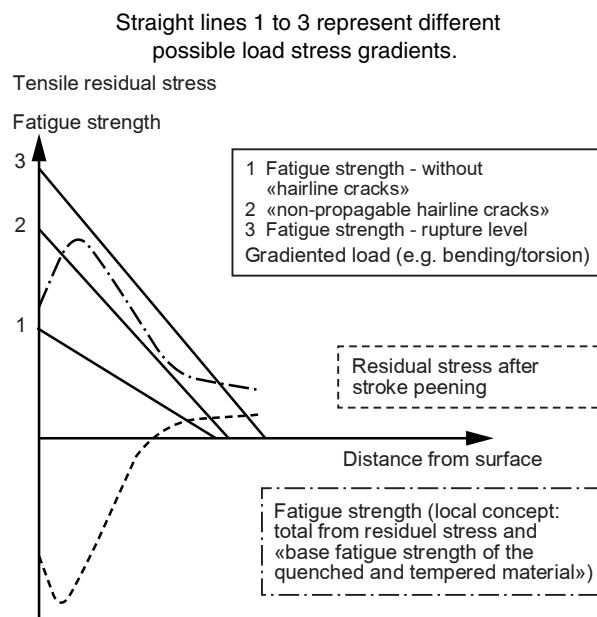 Straight lines 1 to 3 represent different
possible load stress gradients.
Tensile residual stress
Fatigue strength
3
2
1
1 Fatigue strength - without
«hairline cracks»
2 «non-propagable hairline cracks»
3 Fatigue strength - rupture level
Gradiented load (e.g. bending/torsion)
Residual stress after
stroke peening
Distance from surface
Fatigue strength (local concept:
total from residuel stress and
«base fatigue strength of the
quenched and tempered material»)